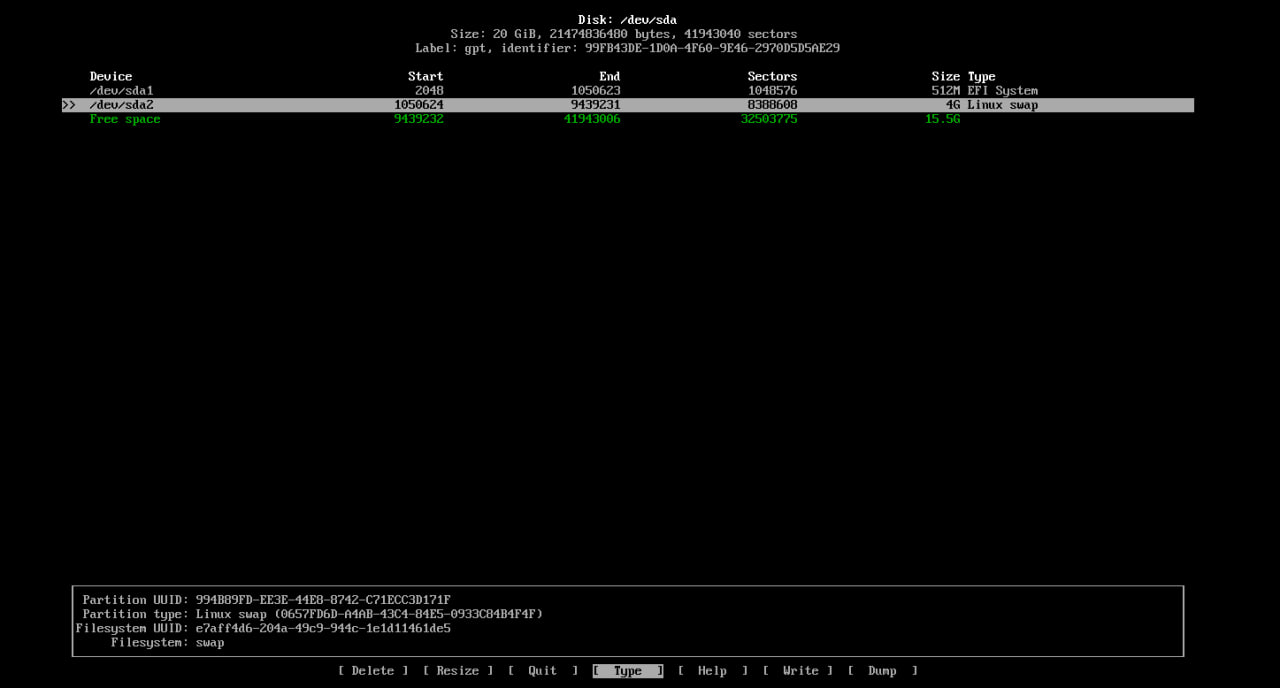 Disk: /dev/sda
Size: 20 GiB, 21474836480 bytes, 41943040 sectors
Label: gpt, identifier: 99FB43DE-1D0A-4F60-9E46-2970D5D5AE29
Device Start End Sectors Size Type
/dev/sda1 2048 1050623 1048576 512M EFI System
>> /dev/sda2 1050624 9439231 8388608 4G Linux swap
Free space 9439232 41943006 32503775 15.5G
Partition UUID: 994B89FD-EE3E-44E8-8742-C71ECC3D171F
Partition type: Linux swap (0657FD6D-A4AB-43C4-84E5-0933C84B4F4F)
Filesystem UUID: e7aff4d6-204a-49c9-944c-1e1d11461de5
Filesystem: swap
[ Delete ] [ Resize ] [ Quit ] [ Type ] [ Help ] [ Write ] [ Dump ]